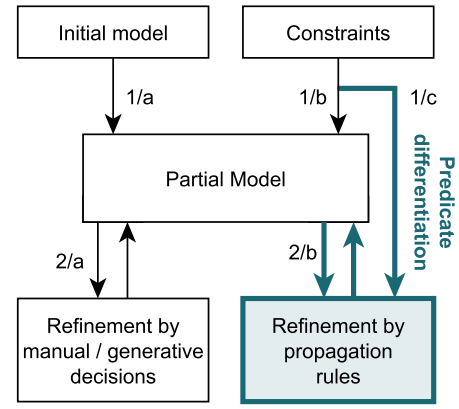 Initial model
Constraints
1/a
1/b
1/c
Partial Model
Predicate
differentiation
2/a
2/b
Refinement by
manual / generative
decisions
Refinement by
propagation
rules